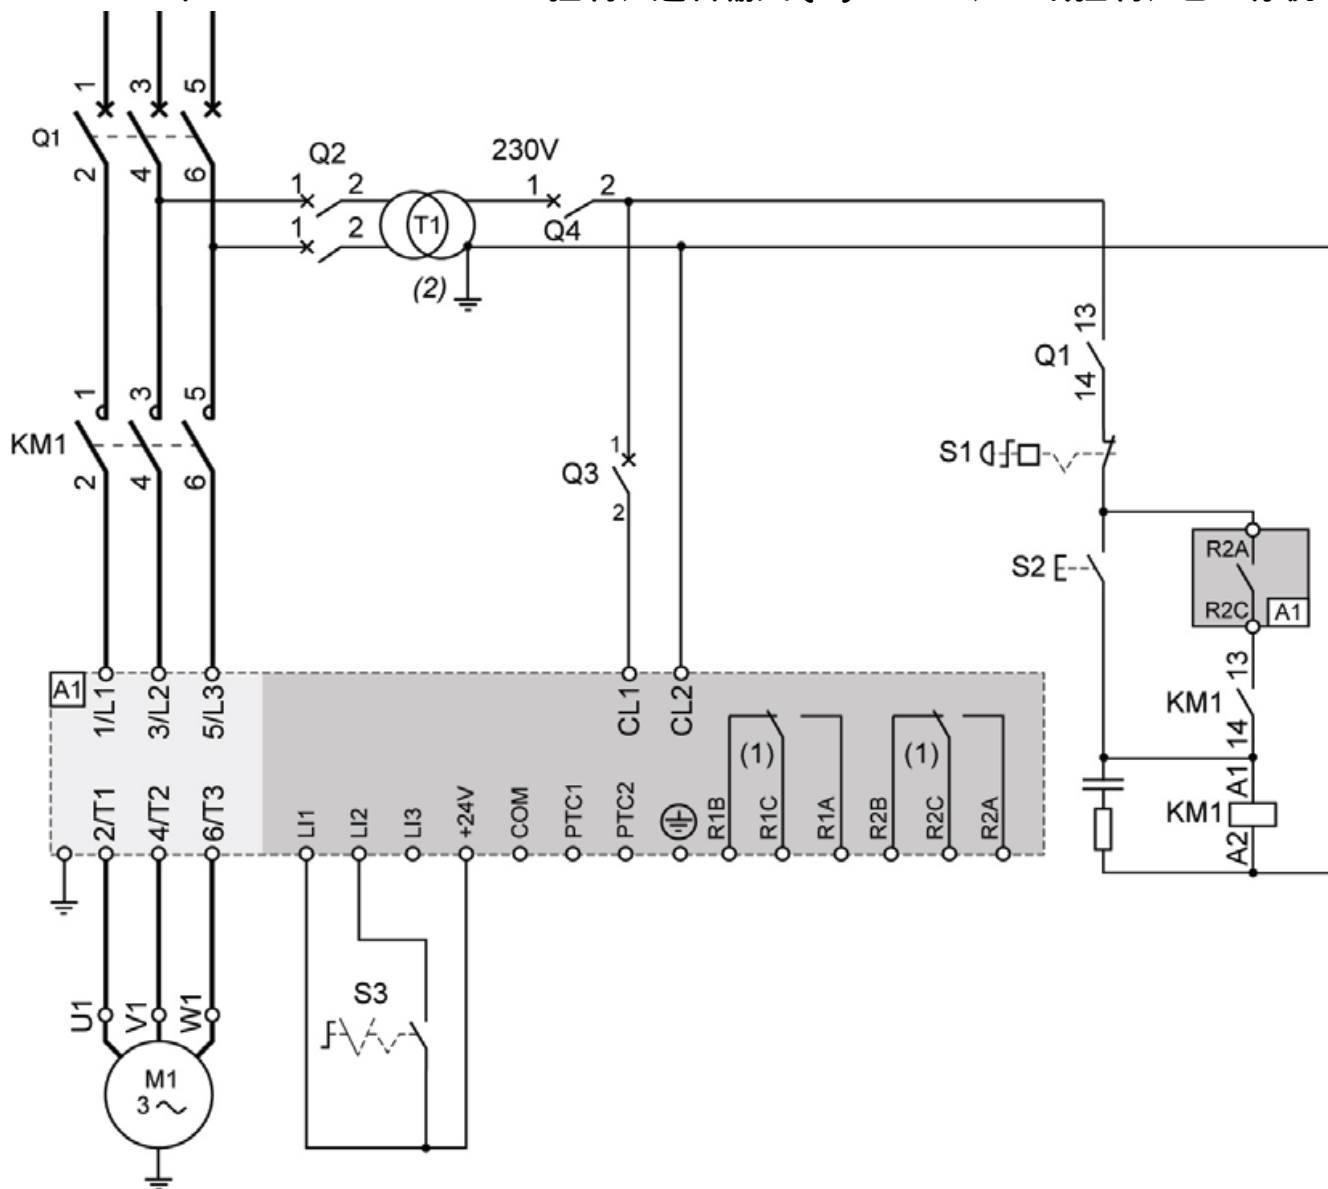 1 3 5
Q1
2 4 6
Q2
230V
1 2
1 2
T1
1 2
Q4
(2)
13
Q1
14
1 3 5
KM1
2 4 6
1
Q3
2
S1
S2
R2A
R2C
A1
13
KM1
14
A1
KM1
A2
A1
1/L1 3/L2 5/L3
CL1 CL2
(1) (1)
2/T1 4/T2 6/T3
LI1 LI2 LI3 +24V COM PTC1 PTC2 R1B R1C R1A R2B R2C R2A
S3
U1 V1 W1
M1
3